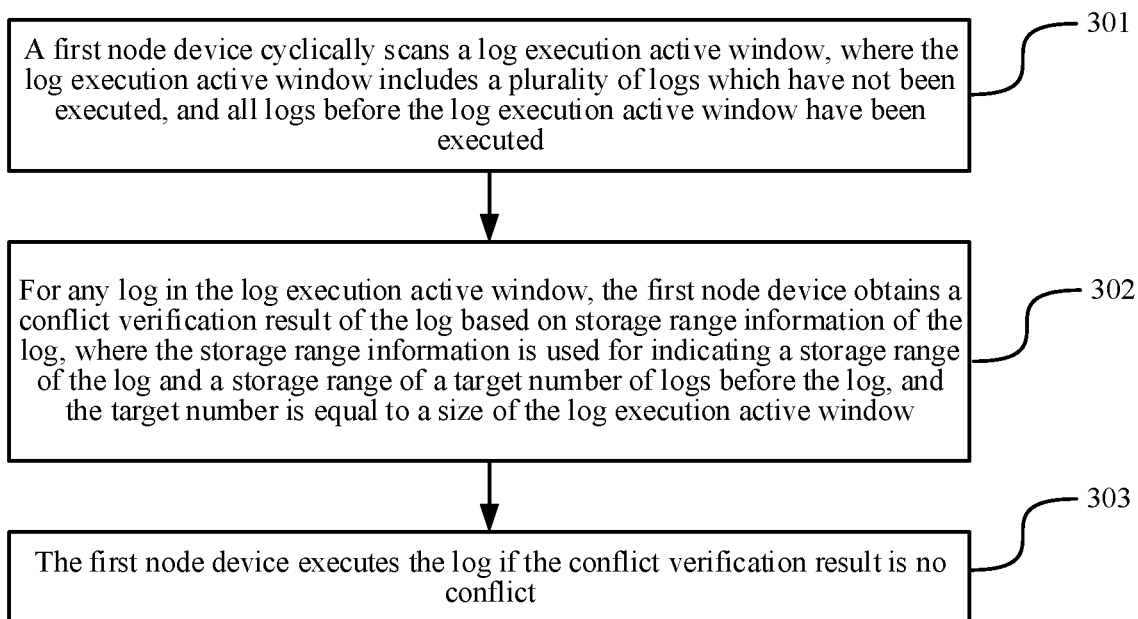 301
A first node device cyclically scans a log execution active window, where the
log execution active window includes a plurality of logs which have not been
executed, and all logs before the log execution active window have been
executed
302
For any log in the log execution active window, the first node device obtains a
conflict verification result of the log based on storage range information of the
log, where the storage range information is used for indicating a storage range
of the log and a storage range of a target number of logs before the log, and
the target number is equal to a size of the log execution active window
303
The first node device executes the log if the conflict verification result is no
conflict